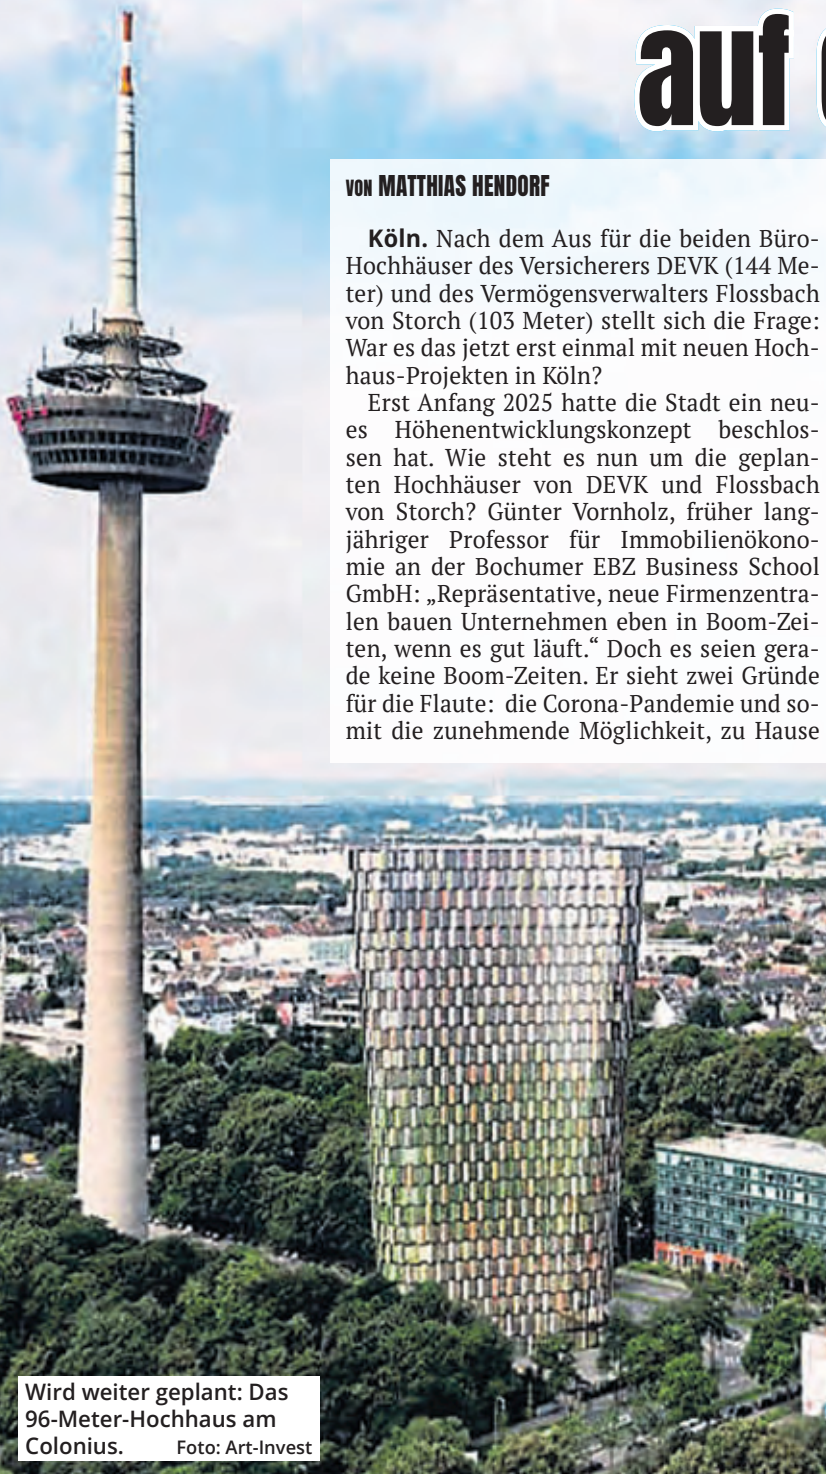 auf
VON MATTHIAS HENDORF
Köln. Nach dem Aus für die beiden Büro-
Hochhäuser des Versicherers DEVK (144 Me-
ter) und des Vermögensverwalters Flossbach
von Storch (103 Meter) stellt sich die Frage:
War es das jetzt erst einmal mit neuen Hoch-
haus-Projekten in Köln?
Erst Anfang 2025 hatte die Stadt ein neu-
es Höhenentwicklungskonzept beschlos-
sen hat. Wie steht es nun um die geplan-
ten Hochhäuser von DEVK und Flossbach
von Storch? Günter Vornholz, früher lang-
jähriger Professor für Immobilienökono-
mie an der Bochumer EBZ Business School
GmbH: „Repräsentative, neue Firmenzentra-
len bauen Unternehmen eben in Boom-Zei-
ten, wenn es gut läuft.“ Doch es seien gera-
de keine Boom-Zeiten. Er sieht zwei Gründe
für die Flaute: die Corona-Pandemie und so-
mit die zunehmende Möglichkeit, zu Hause
Wird weiter geplant: Das
96-Meter-Hochhaus am
Colonius. Foto: Art-Invest